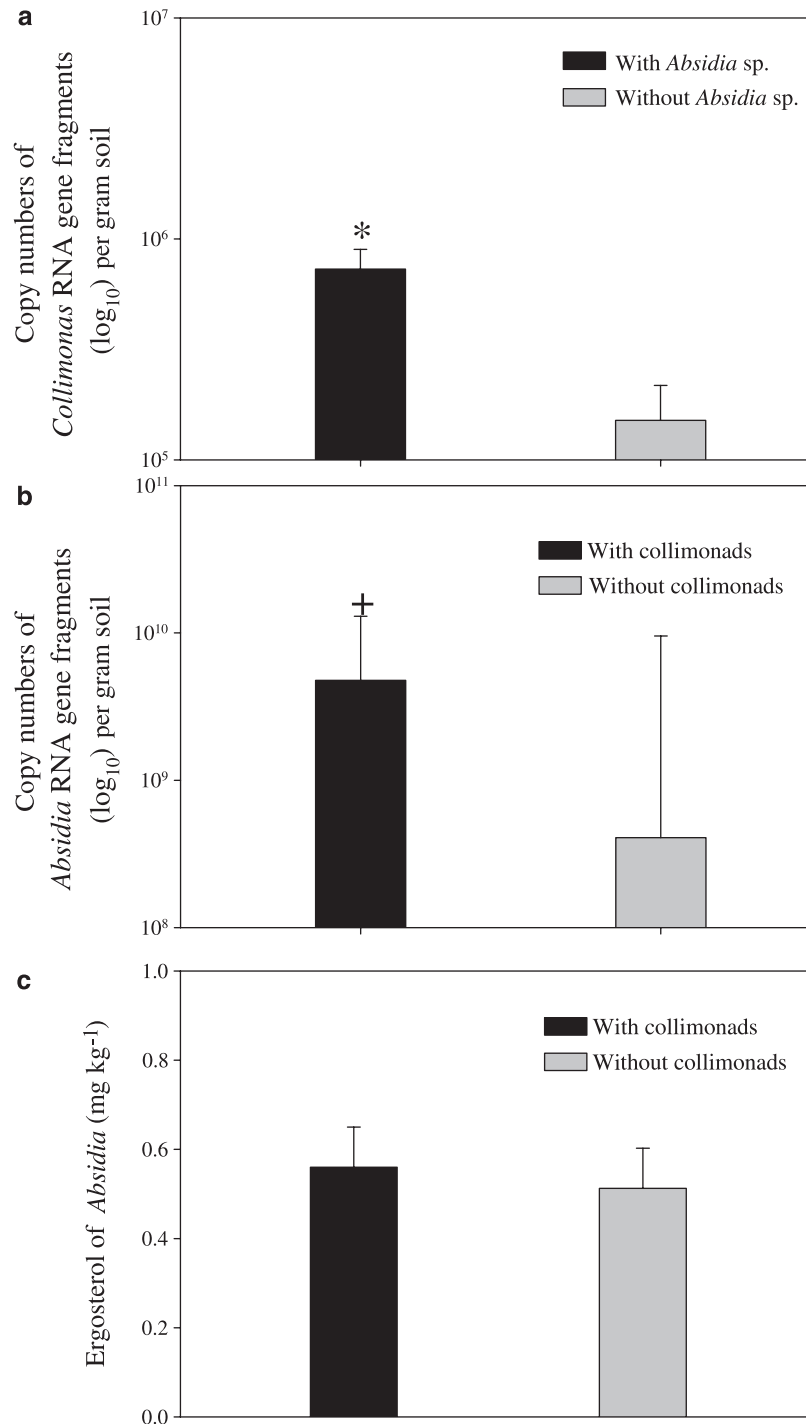 a
Copy numbers of
Collimonas RNA gene fragments
(log10) per gram soil
10⁷
10⁶
10⁵
With Absidia sp.
Without Absidia sp.
*
b
Copy numbers of
Absidia RNA gene fragments
(log10) per gram soil
10¹¹
10¹⁰
10⁹
10⁸
With collimonads
Without collimonads
+
c
Ergosterol of Absidia (mg kg⁻¹)
1.0
0.8
0.6
0.4
0.2
0.0
With collimonads
Without collimonads